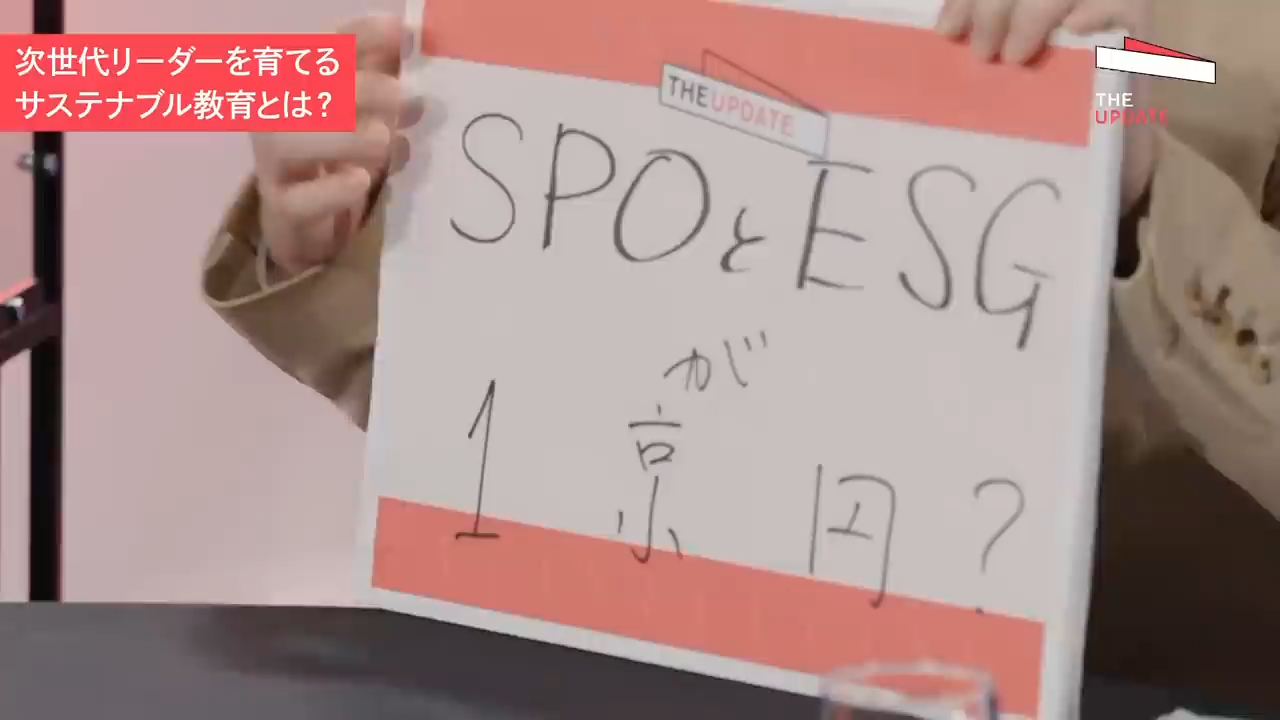 次世代リーダーを育てる
サステナブル教育とは？
THE
UPDATE
THE UPDATE
SPOとESG
が
1京円?